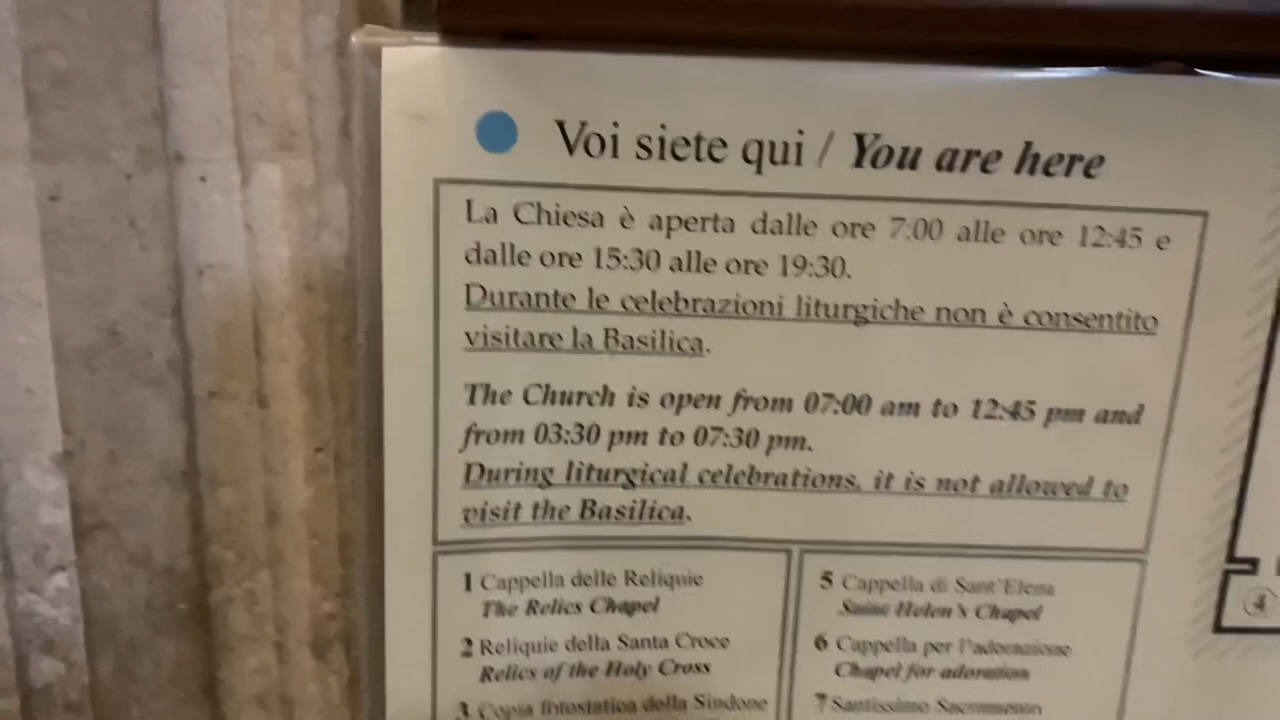 Voi siete qui / You are here
La Chiesa è aperta dalle ore 7:00 alle ore 12:45 e
dalle ore 15:30 alle ore 19:30.
Durante le celebrazioni liturgiche non è consentito
visitare la Basilica.
The Church is open from 07:00 am to 12:45 pm and
from 03:30 pm to 07:30 pm.
During liturgical celebrations, it is not allowed to
visit the Basilica.
1 Cappella delle Reliquie
The Relics Chapel
2 Reliquie della Santa Croce
Relics of the Holy Cross
3 Copia fotostatica della Sindone
5 Cappella di Sant'Elena
Saint Helen's Chapel
6 Cappella per l'adorazione
Chapel for adoration
7 Santissimo Sacramento
4